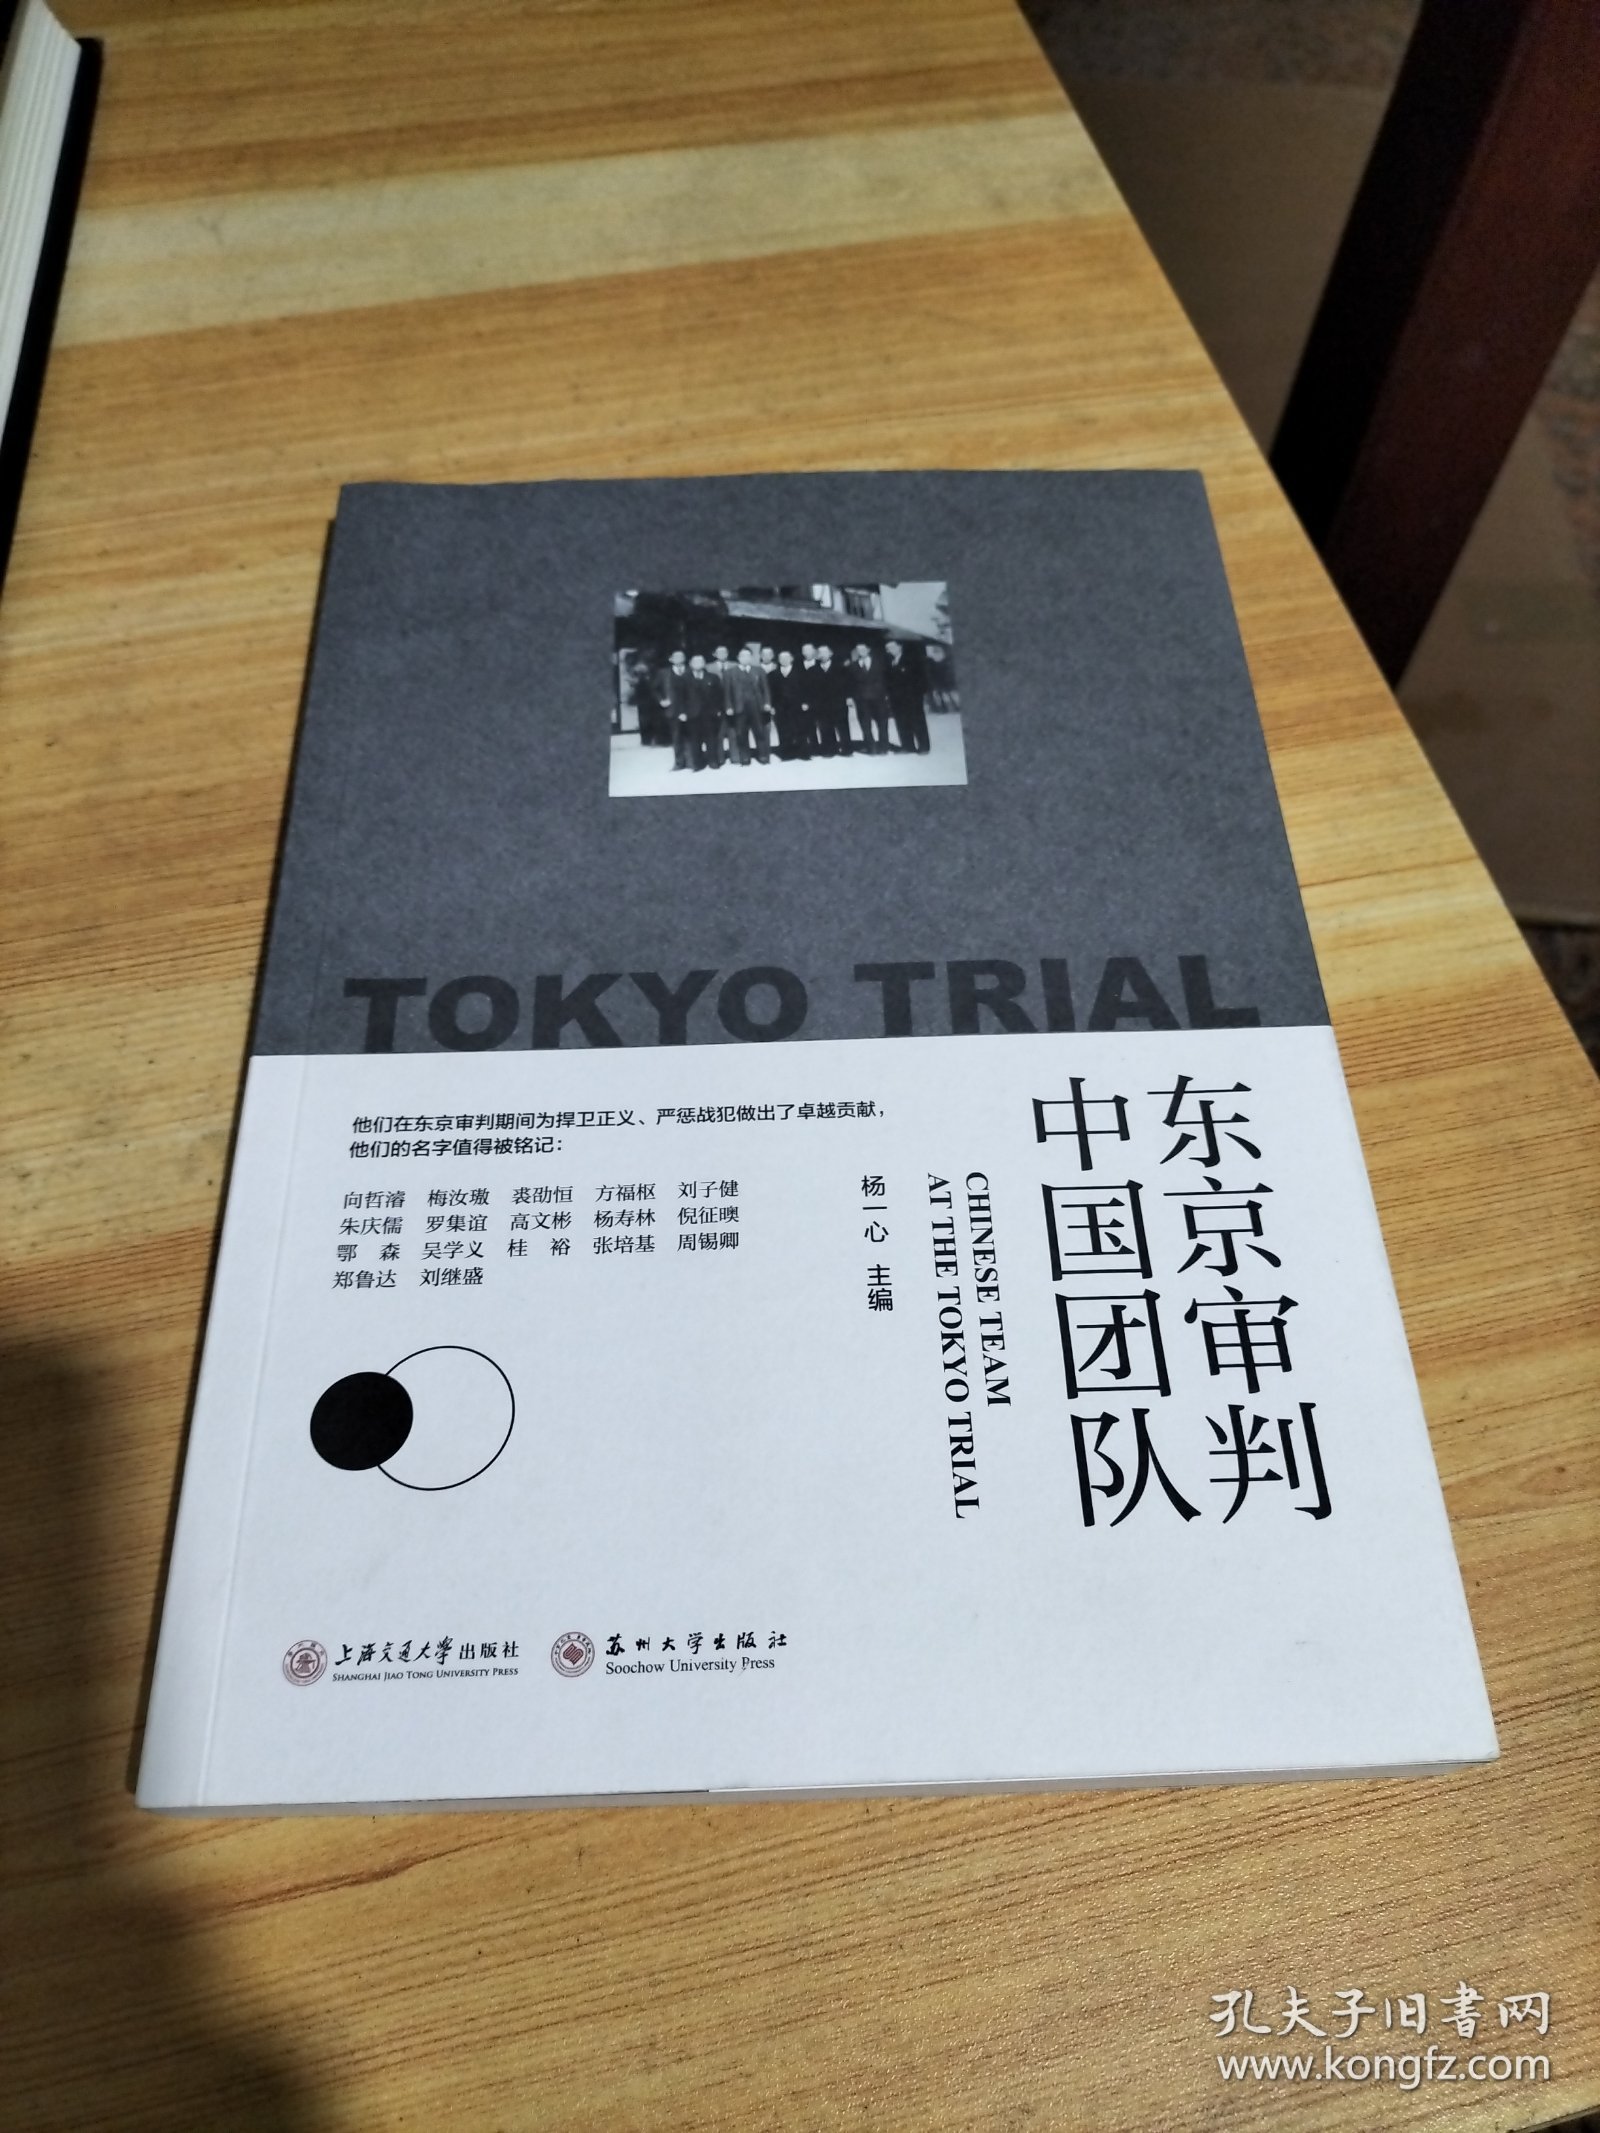 TOKYO TRIAL
东京审判
中国团队
CHINESE TEAM
AT THE TOKYO TRIAL
杨一心 主编
他们在东京审判期间为捍卫正义、严惩战犯做出了卓越贡献，
他们的名字值得被铭记：
向哲濬 梅汝璈 裘劭恒 方福枢 刘子健
朱庆儒 罗集谊 高文彬 杨寿林 倪征𣋉
鄂 森 吴学义 桂 裕 张培基 周锡卿
郑鲁达 刘继盛
上海交通大学出版社
SHANGHAI JIAO TONG UNIVERSITY PRESS
苏州大学出版社
Soochow University Press
孔夫子旧书网
www.kongfz.com